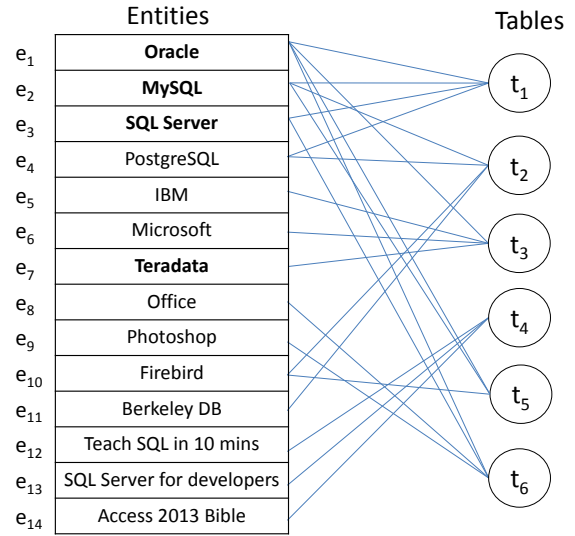 Entities Tables
e1 Oracle
e2 MySQL
e3 SQL Server
e4 PostgreSQL
e5 IBM
e6 Microsoft
e7 Teradata
e8 Office
e9 Photoshop
e10 Firebird
e11 Berkeley DB
e12 Teach SQL in 10 mins
e13 SQL Server for developers
e14 Access 2013 Bible
t1
t2
t3
t4
t5
t6